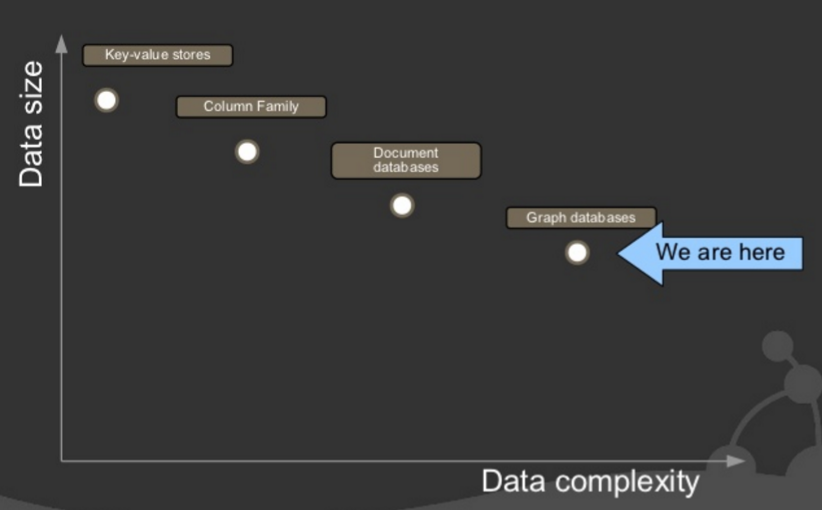 Key-value stores
Column Family
Document
databases
Graph databases
We are here
Data size
Data complexity